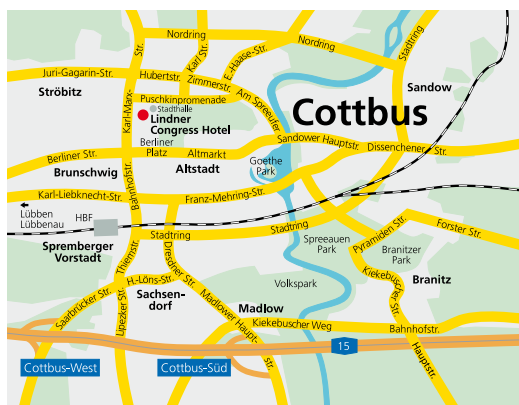 Nordring
Nordring
Str.
Karl Str.
E.-Haase-Str.
Stadtring
Juri-Gagarin-Str.
Hubertstr.
Zimmerstr.
Am Spreeufer
Sandow
Ströbitz
Puschkinpromenade
Stadthalle
Lindner
Congress Hotel
Cottbus
Karl-Marx-
Berliner
Platz
Altmarkt
Sandower Hauptstr.
Dissenchener Str.
Berliner Str.
Brunschwig
Altstadt
Goethe
Park
Bahnhofstr.
Karl-Liebknecht-Str.
Franz-Mehring-Str.
Lübben
Lübbenau
HBF
Stadtring
Stadtring
Spreeauen
Park
Pyramiden Str.
Forster Str.
Branitzer
Park
Spremberger
Vorstadt
Thiemstr.
Dresdner Str.
Volkspark
Kiekebuscher Str.
Branitz
H.-Löns-Str.
Sachsen-
dorf
Saarbrücker Str.
Lipezker Str.
Madlower Haupt-
str.
Madlow
Kiekebuscher Weg
Bahnhofstr.
15
Hauptstr.
Cottbus-West
Cottbus-Süd